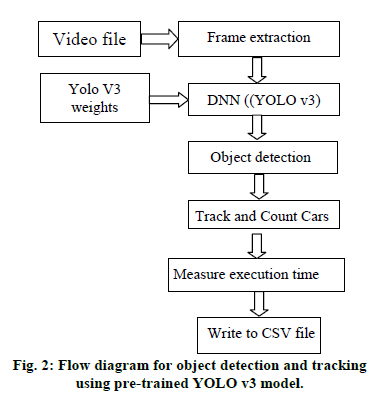 Video file
Frame extraction
Yolo V3
weights
DNN ((YOLO v3)
Object detection
Track and Count Cars
Measure execution time
Write to CSV file
Fig. 2: Flow diagram for object detection and tracking
using pre-trained YOLO v3 model.